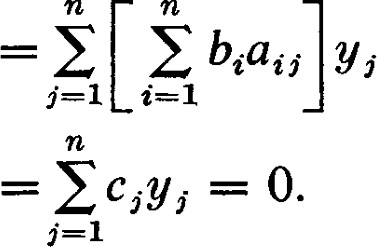 $= \sum_{j=1}^{n} \left[ \sum_{i=1}^{n} b_i a_{ij} \right] y_j$
$= \sum_{j=1}^{n} c_j y_j = 0.$